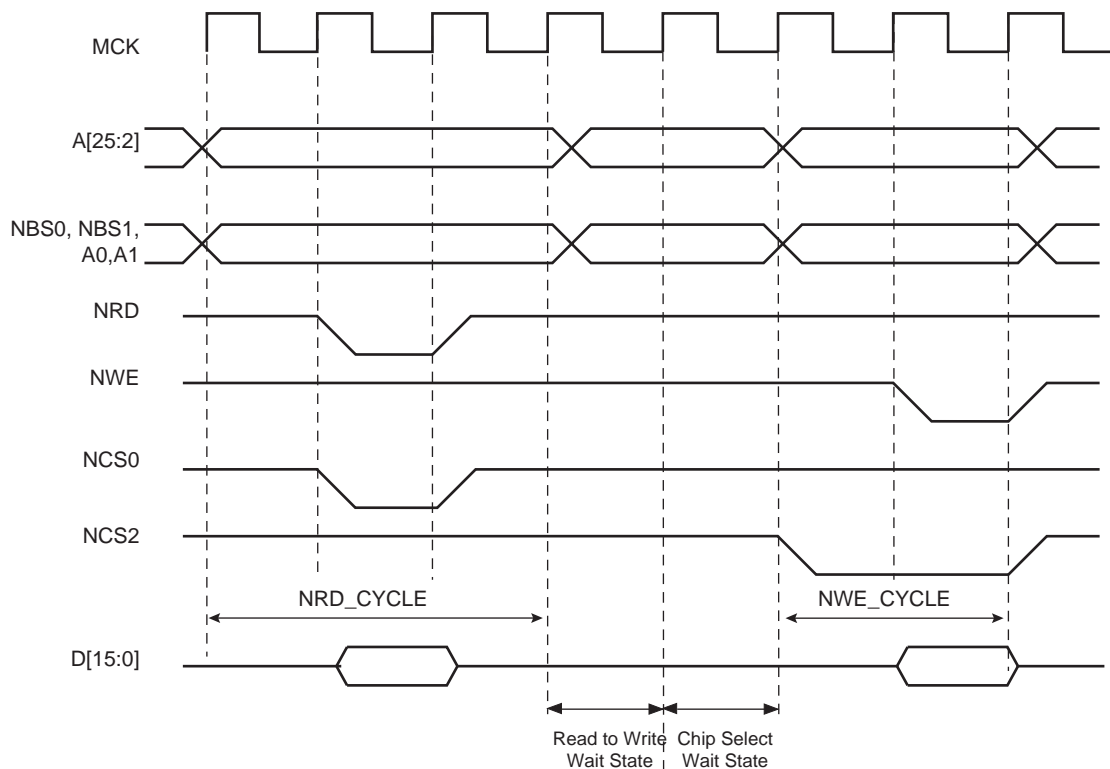 MCK
A[25:2]
NBS0, NBS1,
A0,A1
NRD
NWE
NCS0
NCS2
NRD_CYCLE
NWE_CYCLE
D[15:0]
Read to Write
Wait State
Chip Select
Wait State